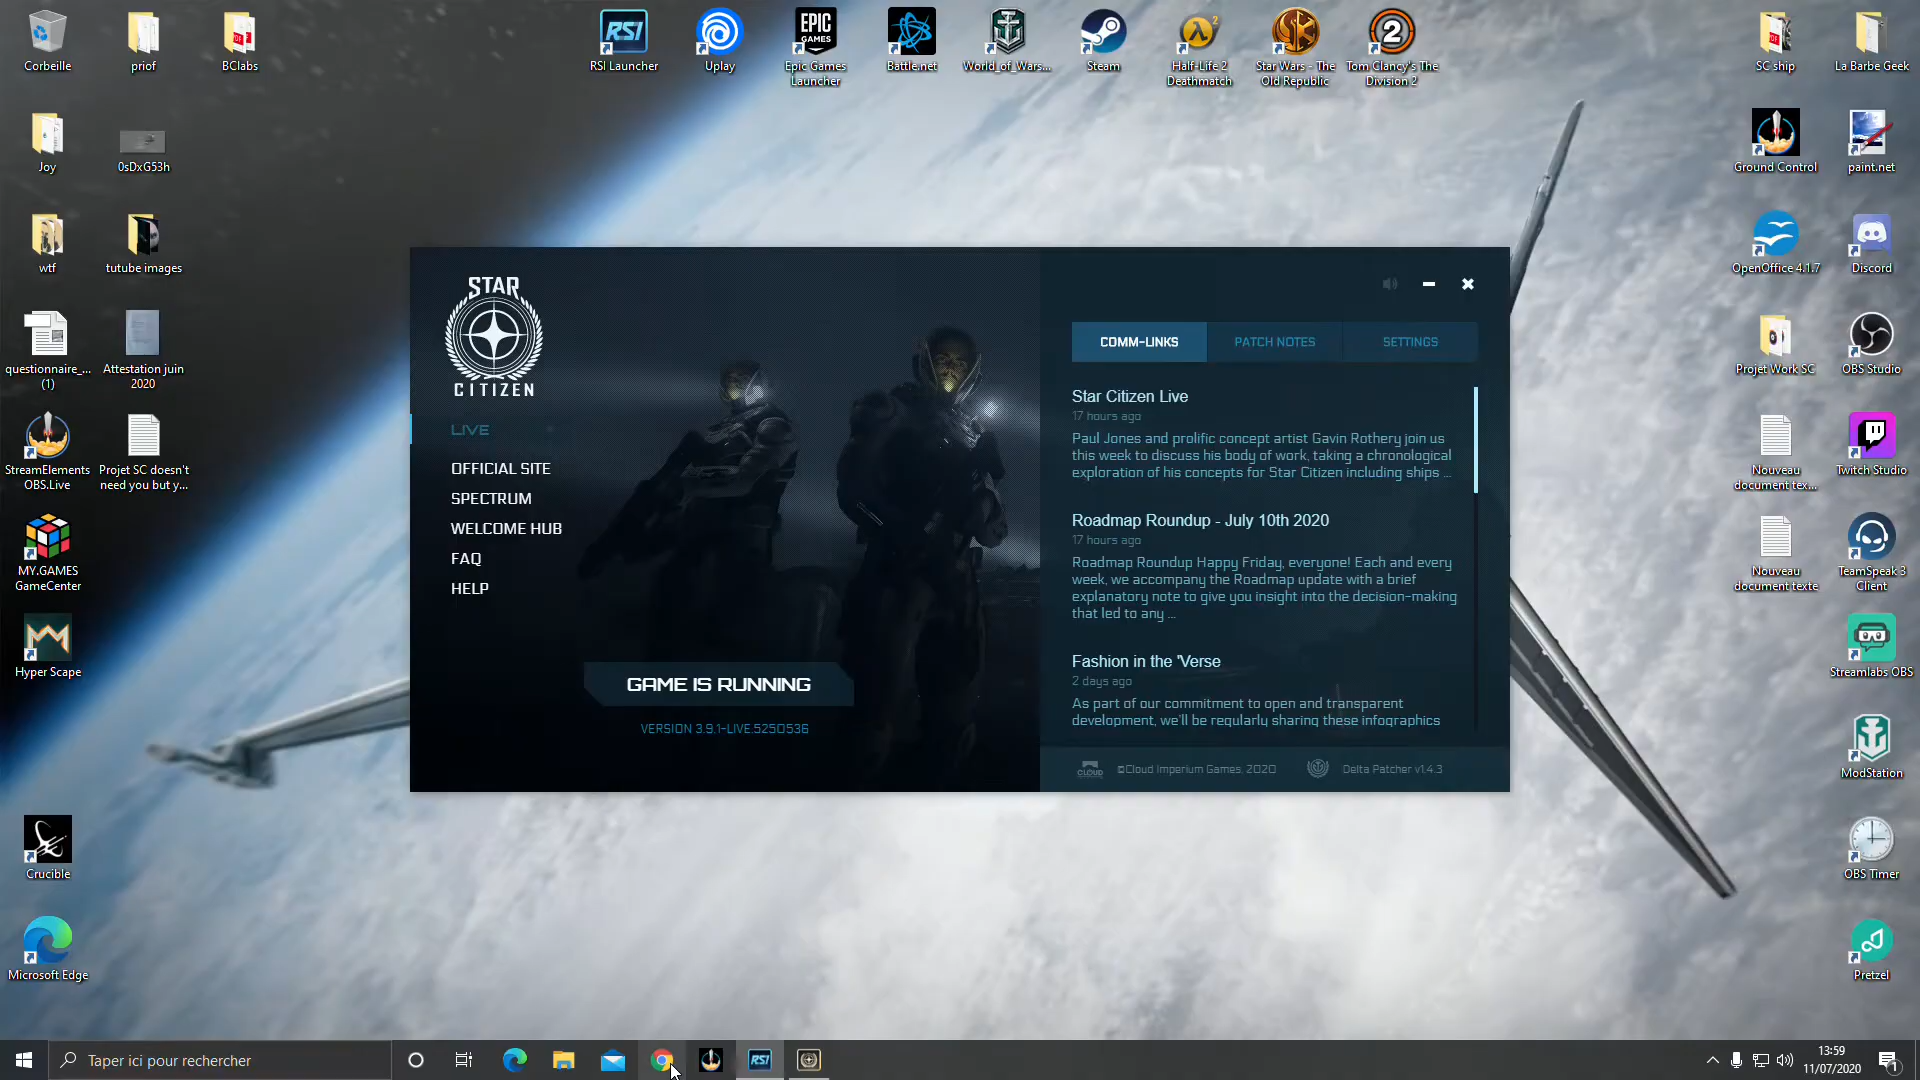 Corbeille
priof
BClabs
RSI
RSI Launcher
Uplay
EPIC
GAMES
Epic Games
Launcher
Battle.net
World_of_Wars...
Steam
Half-Life 2
Deathmatch
Star Wars - The
Old Republic
Tom Clancy's The
Division 2
SC ship
La Barbe Geek
Joy
0sDxG53h
Ground Control
paint.net
wtf
tutube images
OpenOffice 4.1.7
Discord
questionnaire_...
(1)
Attestation juin
2020
Projet Work SC
OBS Studio
StreamElements
OBS.Live
Projet SC doesn't
need you but y...
Nouveau
document tex...
Twitch Studio
MY.GAMES
GameCenter
Nouveau
document texte
TeamSpeak 3
Client
Hyper Scape
Streamlabs OBS
ModStation
Crucible
OBS Timer
Microsoft Edge
Pretzel
STAR
CITIZEN
LIVE
OFFICIAL SITE
SPECTRUM
WELCOME HUB
FAQ
HELP
GAME IS RUNNING
VERSION 3.9.1-LIVE.5250536
COMM-LINKS
PATCH NOTES
SETTINGS
Star Citizen Live
17 hours ago
Paul Jones and prolific concept artist Gavin Rothery join us
this week to discuss his body of work, taking a chronological
exploration of his concepts for Star Citizen including ships ...
Roadmap Roundup - July 10th 2020
17 hours ago
Roadmap Roundup Happy Friday, everyone! Each and every
week, we accompany the Roadmap update with a brief
explanatory note to give you insight into the decision-making
that led to any ...
Fashion in the 'Verse
2 days ago
As part of our commitment to open and transparent
development, we'll be regularly sharing these infographics
CLOUD
©Cloud Imperium Games, 2020
Delta Patcher v1.4.3
Taper ici pour rechercher
RSI
13:59
11/07/2020
1